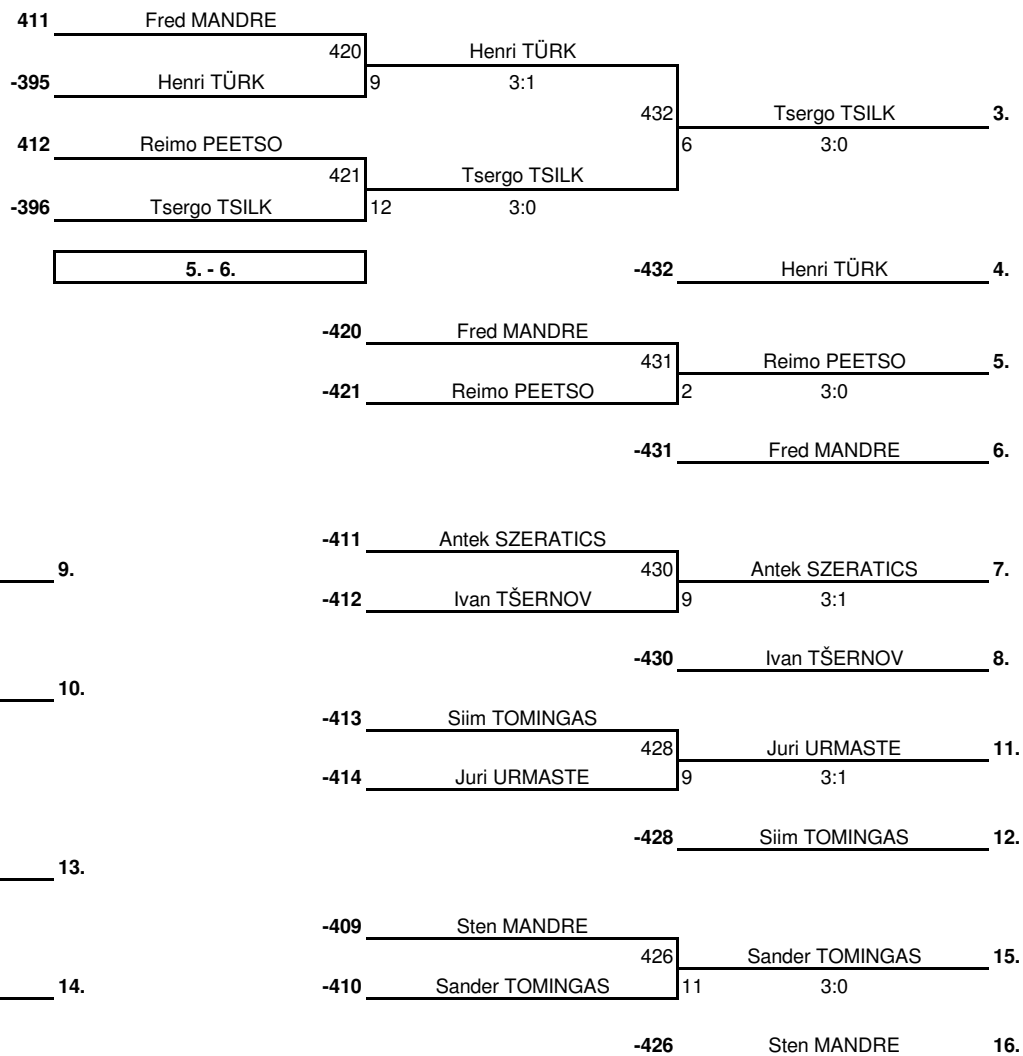 411 Fred MANDRE
420 Henri TÜRK
-395 Henri TÜRK 9 3:1
432 Tsergo TSILK 3.
412 Reimo PEETSO 6 3:0
421 Tsergo TSILK
-396 Tsergo TSILK 12 3:0
5. - 6. -432 Henri TÜRK 4.
-420 Fred MANDRE
431 Reimo PEETSO 5.
-421 Reimo PEETSO 2 3:0
-431 Fred MANDRE 6.
-411 Antek SZERATICS
9. 430 Antek SZERATICS 7.
-412 Ivan TŠERNOV 9 3:1
-430 Ivan TŠERNOV 8.
10.
-413 Siim TOMINGAS
428 Juri URMASTE 11.
-414 Juri URMASTE 9 3:1
-428 Siim TOMINGAS 12.
13.
-409 Sten MANDRE
426 Sander TOMINGAS 15.
14. -410 Sander TOMINGAS 11 3:0
-426 Sten MANDRE 16.